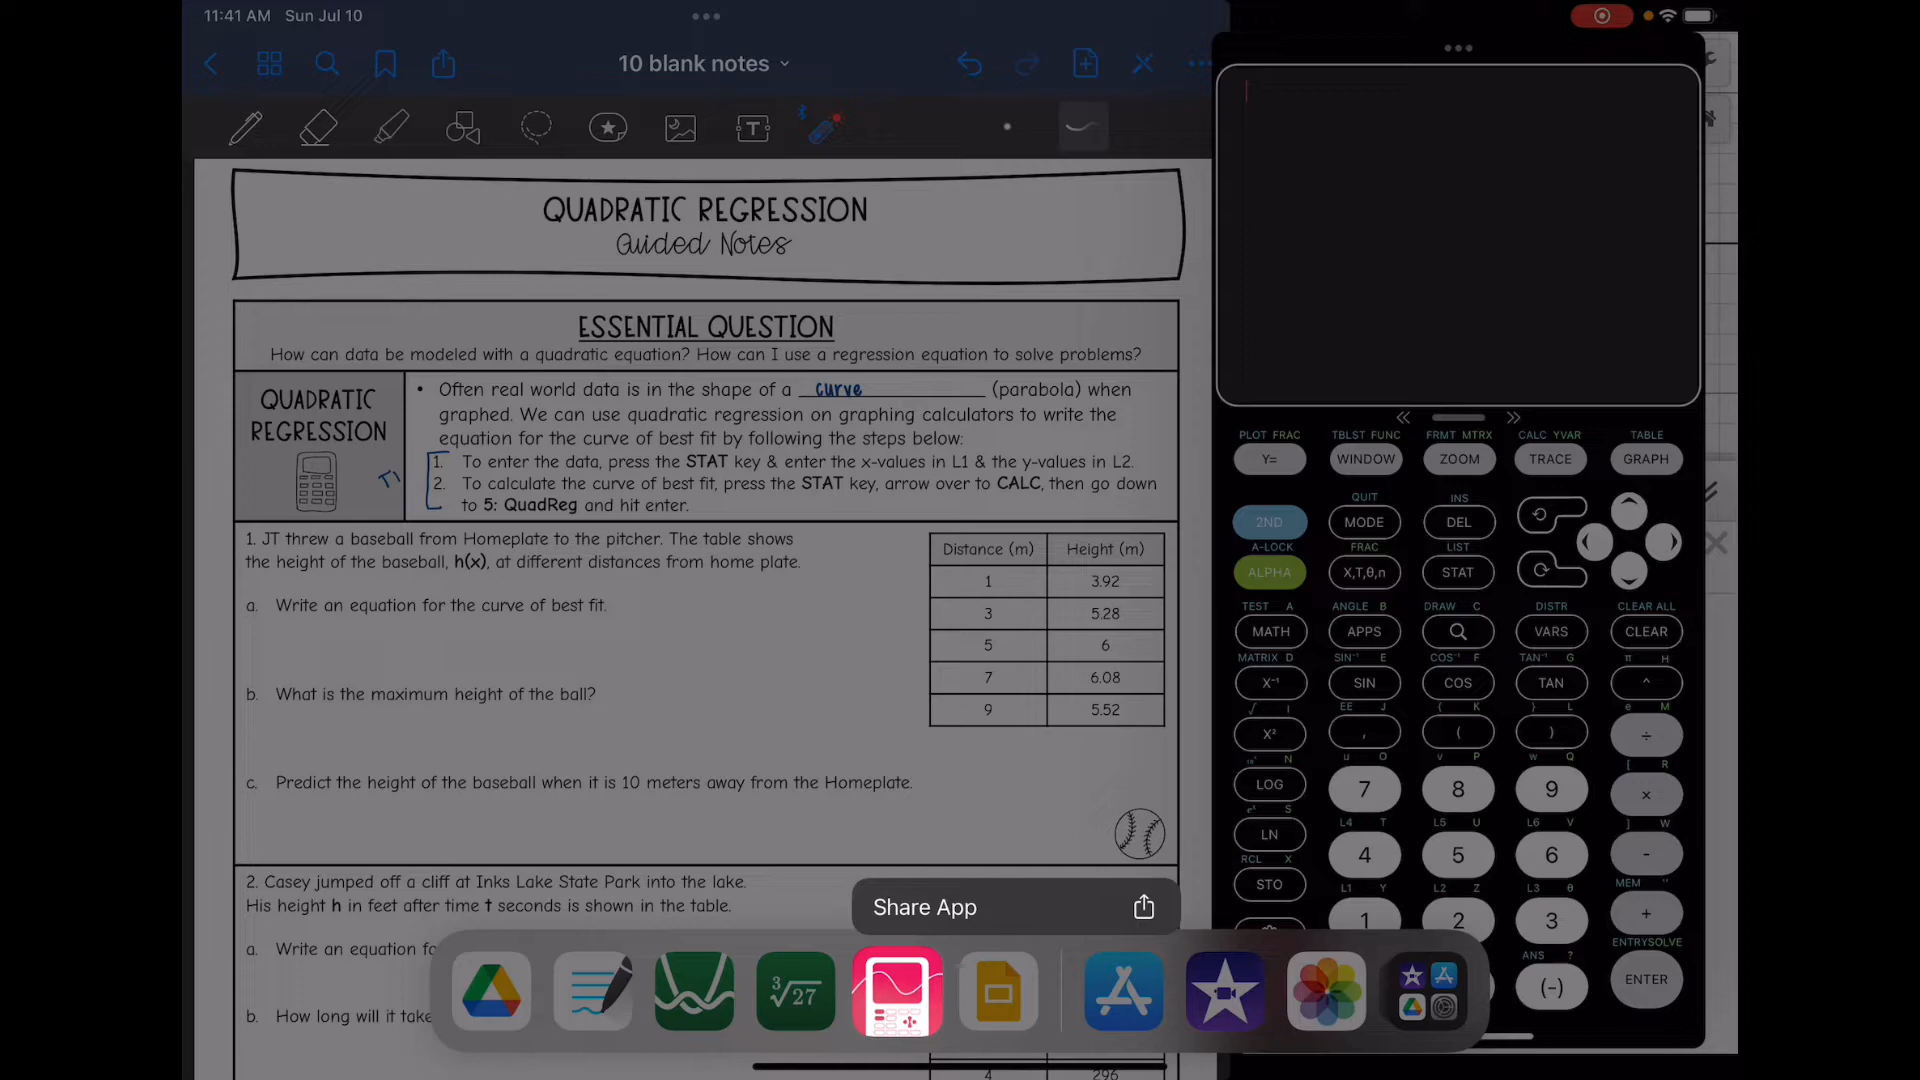 11:41 AM Sun Jul 10
10 blank notes
QUADRATIC REGRESSION
Guided Notes
ESSENTIAL QUESTION
How can data be modeled with a quadratic equation? How can I use a regression equation to solve problems?
QUADRATIC
REGRESSION
TI
• Often real world data is in the shape of a curve (parabola) when
graphed. We can use quadratic regression on graphing calculators to write the
equation for the curve of best fit by following the steps below:
1. To enter the data, press the STAT key & enter the x-values in L1 & the y-values in L2.
2. To calculate the curve of best fit, press the STAT key, arrow over to CALC, then go down
to 5: QuadReg and hit enter.
1. JT threw a baseball from Homeplate to the pitcher. The table shows
the height of the baseball, h(x), at different distances from home plate.
a. Write an equation for the curve of best fit.
b. What is the maximum height of the ball?
c. Predict the height of the baseball when it is 10 meters away from the Homeplate.
Distance (m) Height (m)
1 3.92
3 5.28
5 6
7 6.08
9 5.52
2. Casey jumped off a cliff at Inks Lake State Park into the lake.
His height h in feet after time t seconds is shown in the table.
a. Write an equation fo
b. How long will it take
4 296
Share App
∛27
PLOT FRAC TBLST FUNC FRMT MTRX CALC YVAR TABLE
Y= WINDOW ZOOM TRACE GRAPH
QUIT INS
2ND MODE DEL
A-LOCK FRAC LIST
ALPHA X,T,θ,n STAT
TEST A ANGLE B DRAW C DISTR CLEAR ALL
MATH APPS VARS CLEAR
MATRIX D SIN⁻¹ E COS⁻¹ F TAN⁻¹ G π H
X⁻¹ SIN COS TAN ^
√ I EE J { K } L e M
X² , ( ) ÷
N u O v P w Q [ R
LOG 7 8 9 ×
eˣ S L4 T L5 U L6 V ] W
LN 4 5 6 -
RCL X L1 Y L2 Z L3 θ MEM "
STO 1 2 3 +
ANS ? ENTRYSOLVE
(-) ENTER